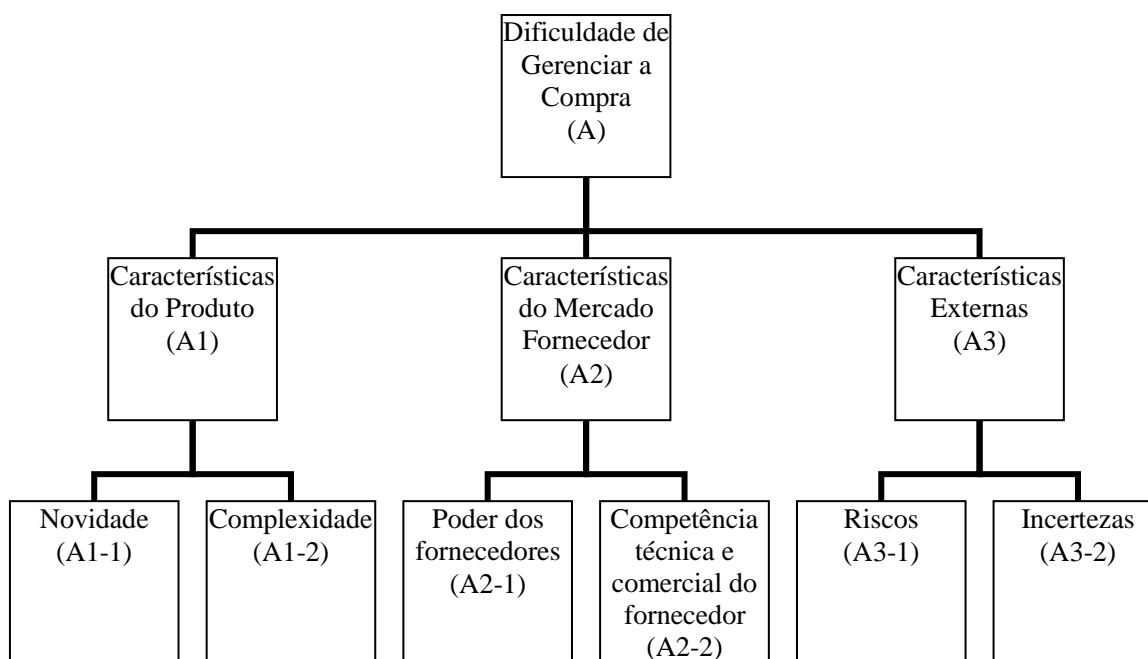 Dificuldade de
Gerenciar a
Compra
(A)
Características
do Produto
(A1)
Características
do Mercado
Fornecedor
(A2)
Características
Externas
(A3)
Novidade
(A1-1)
Complexidade
(A1-2)
Poder dos
fornecedores
(A2-1)
Competência
técnica e
comercial do
fornecedor
(A2-2)
Riscos
(A3-1)
Incertezas
(A3-2)